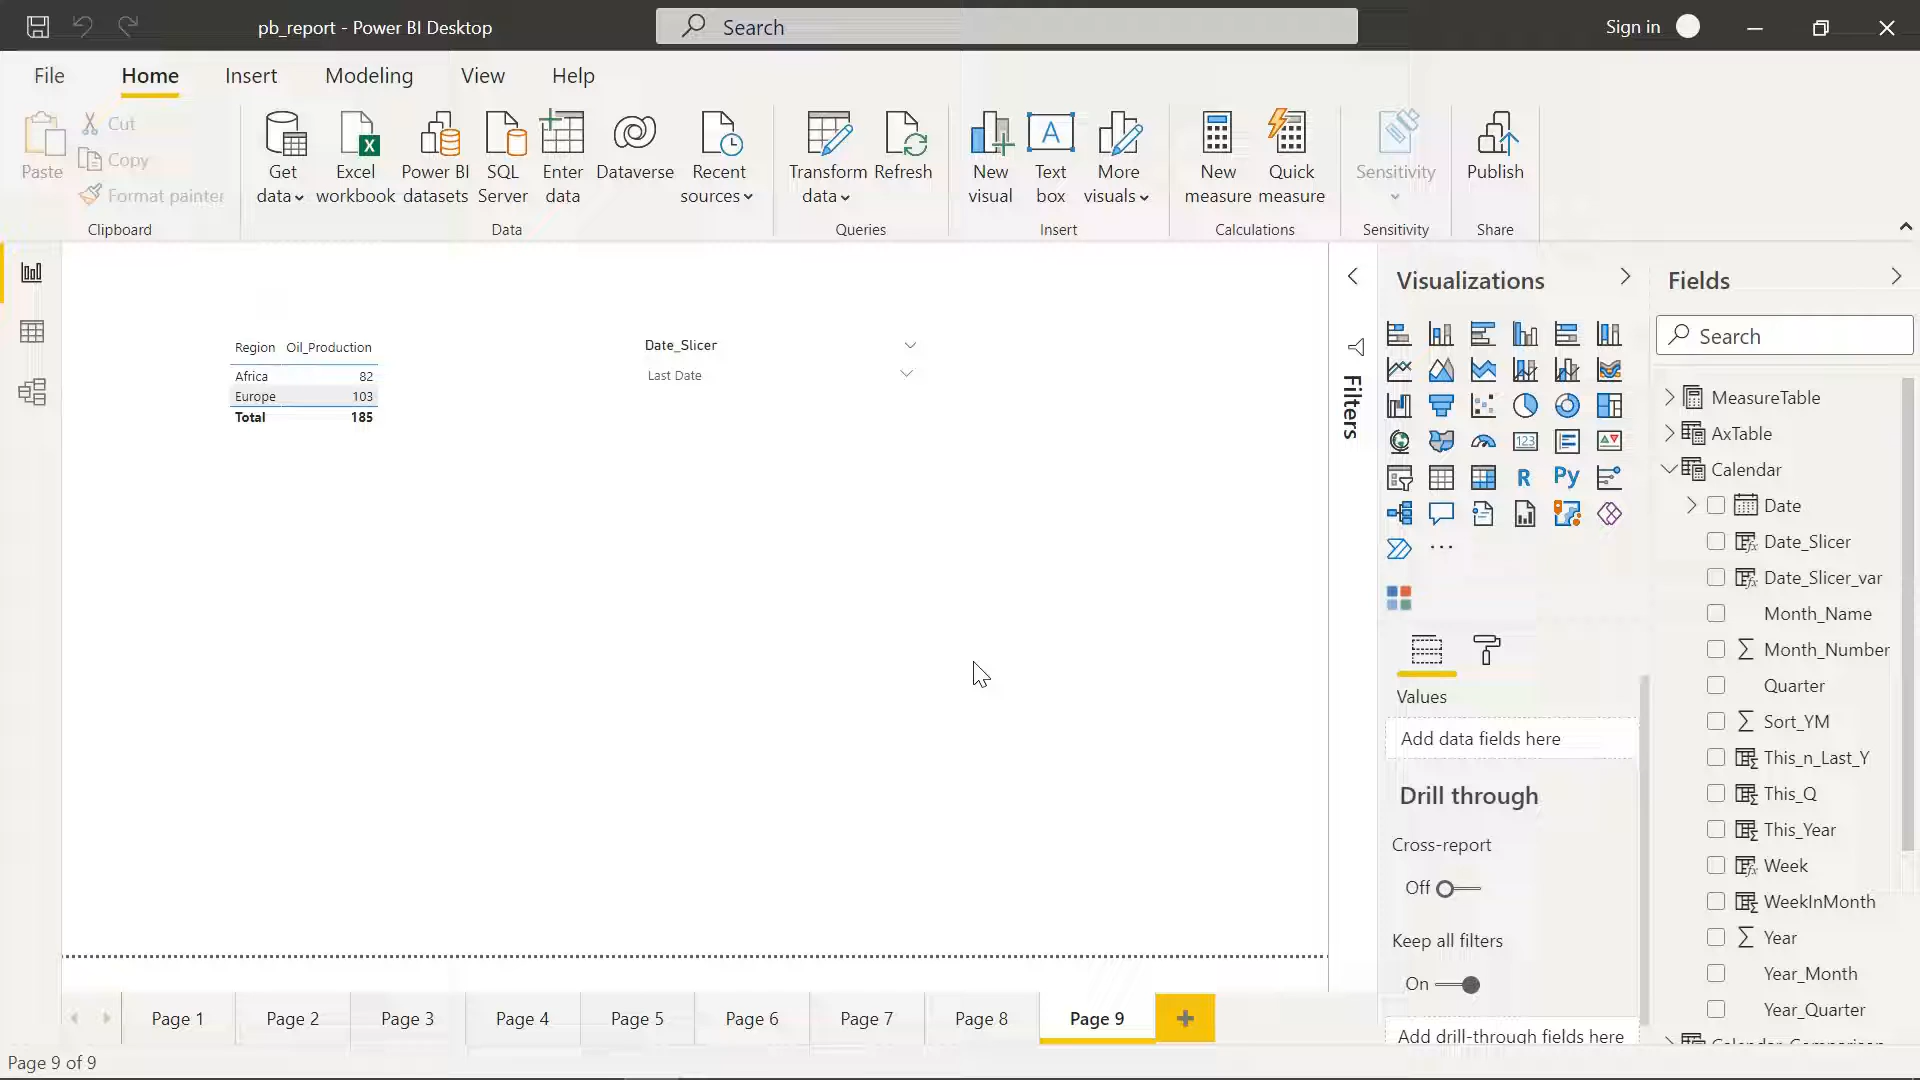 pb_report - Power BI Desktop
Search
Sign in
File Home Insert Modeling View Help
Paste
Cut
Copy
Format painter
Clipboard
Get data
Excel workbook
Power BI datasets
SQL Server
Enter data
Dataverse
Recent sources
Data
Transform data
Refresh
Queries
New visual
Text box
More visuals
Insert
New measure
Quick measure
Calculations
Sensitivity
Sensitivity
Publish
Share
Region Oil_Production
Africa 82
Europe 103
Total 185
Date_Slicer
Last Date
Filters
Visualizations
123
R
Py
Values
Add data fields here
Drill through
Cross-report
Off
Keep all filters
On
Add drill-through fields here
Fields
Search
MeasureTable
AxTable
Calendar
Date
Date_Slicer
Date_Slicer_var
Month_Name
Month_Number
Quarter
Sort_YM
This_n_Last_Y
This_Q
This_Year
Week
WeekInMonth
Year
Year_Month
Year_Quarter
Calendar_Comparison
Page 1 Page 2 Page 3 Page 4 Page 5 Page 6 Page 7 Page 8 Page 9
Page 9 of 9